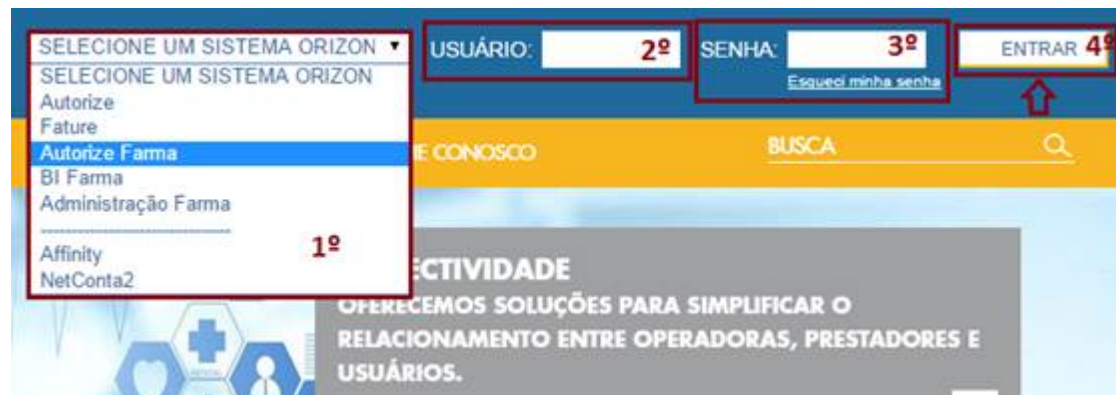 SELECIONE UM SISTEMA ORIZON
USUÁRIO: 2º
SENHA: 3º
ENTRAR 4º
Esqueci minha senha
SELECIONE UM SISTEMA ORIZON
Autorize
Fature
Autorize Farma
BI Farma
Administração Farma
------------------------------
Affinity
NetConta2
1º
E CONOSCO
BUSCA
ECTIVIDADE
OFERECEMOS SOLUÇÕES PARA SIMPLIFICAR O
RELACIONAMENTO ENTRE OPERADORAS, PRESTADORES E
USUÁRIOS.